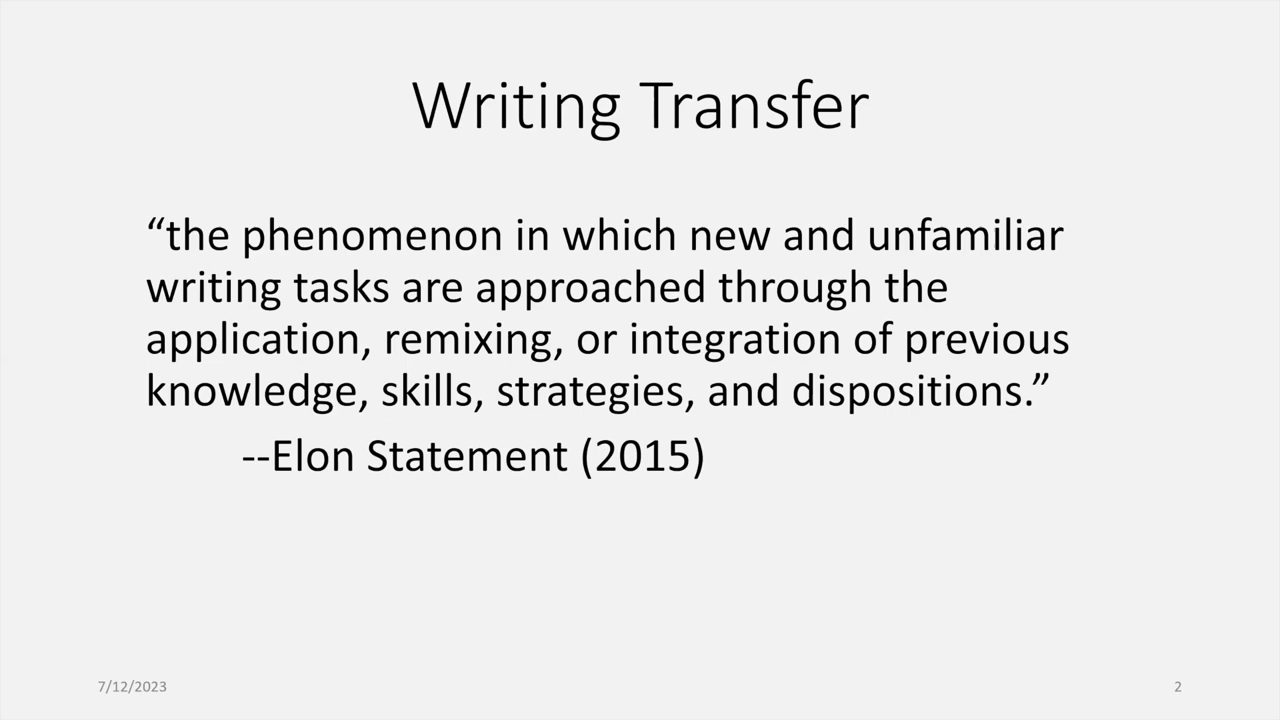 Writing Transfer
“the phenomenon in which new and unfamiliar
writing tasks are approached through the
application, remixing, or integration of previous
knowledge, skills, strategies, and dispositions.”
--Elon Statement (2015)
7/12/2023
2